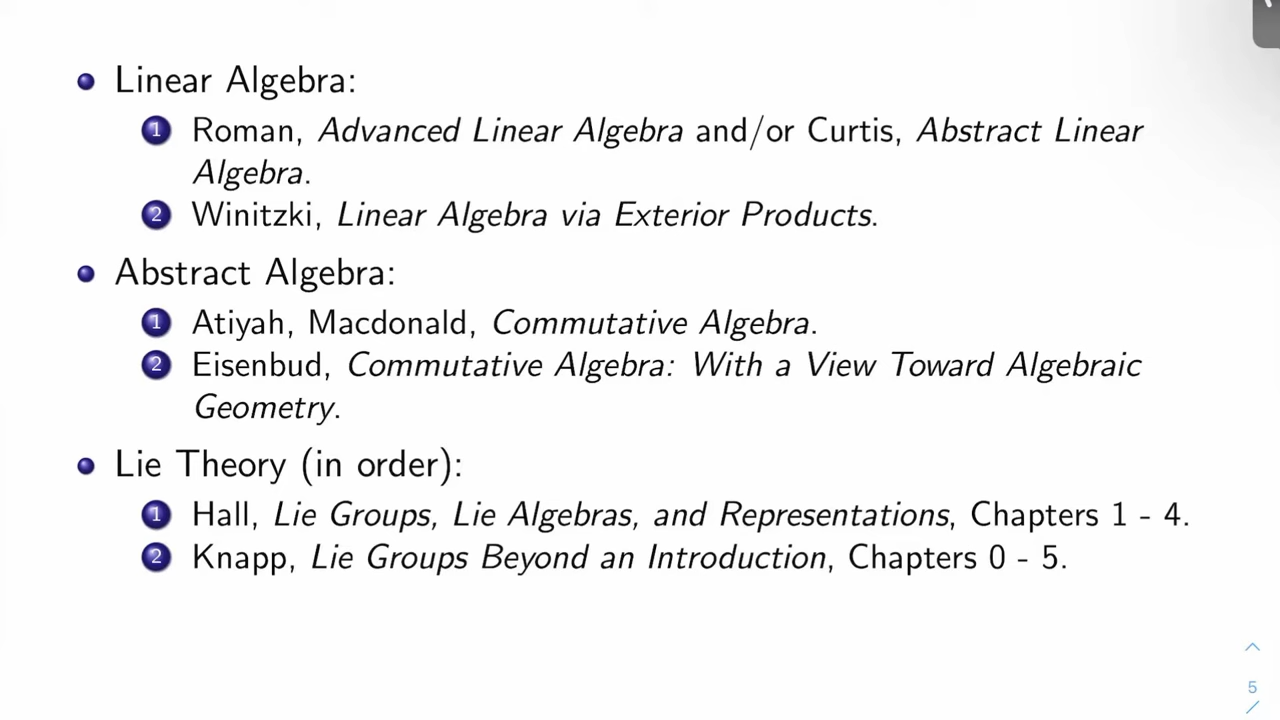 Linear Algebra:
1 Roman, Advanced Linear Algebra and/or Curtis, Abstract Linear
Algebra.
2 Winitzki, Linear Algebra via Exterior Products.
Abstract Algebra:
1 Atiyah, Macdonald, Commutative Algebra.
2 Eisenbud, Commutative Algebra: With a View Toward Algebraic
Geometry.
Lie Theory (in order):
1 Hall, Lie Groups, Lie Algebras, and Representations, Chapters 1 - 4.
2 Knapp, Lie Groups Beyond an Introduction, Chapters 0 - 5.
5
/